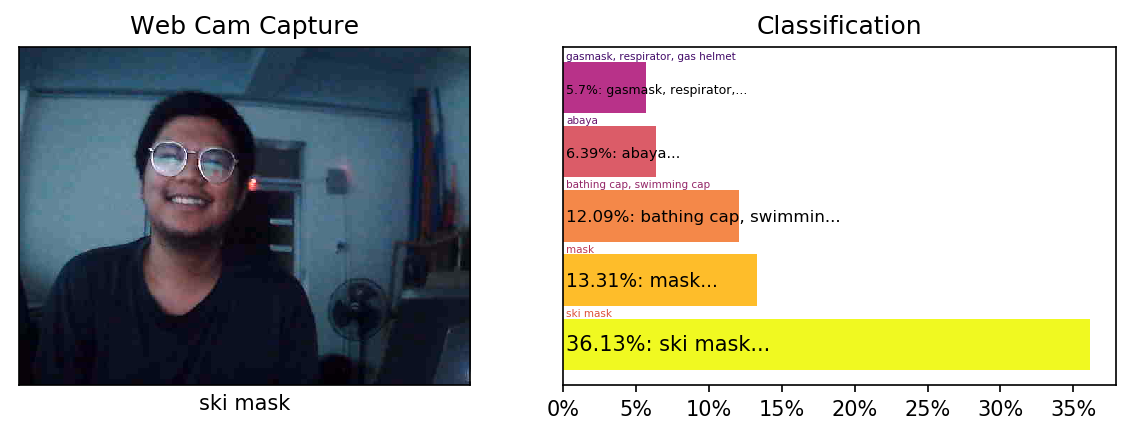 Web Cam Capture
ski mask
Classification
gasmask, respirator, gas helmet
5.7%: gasmask, respirator,...
abaya
6.39%: abaya...
bathing cap, swimming cap
12.09%: bathing cap, swimmin...
mask
13.31%: mask...
ski mask
36.13%: ski mask...
0% 5% 10% 15% 20% 25% 30% 35%